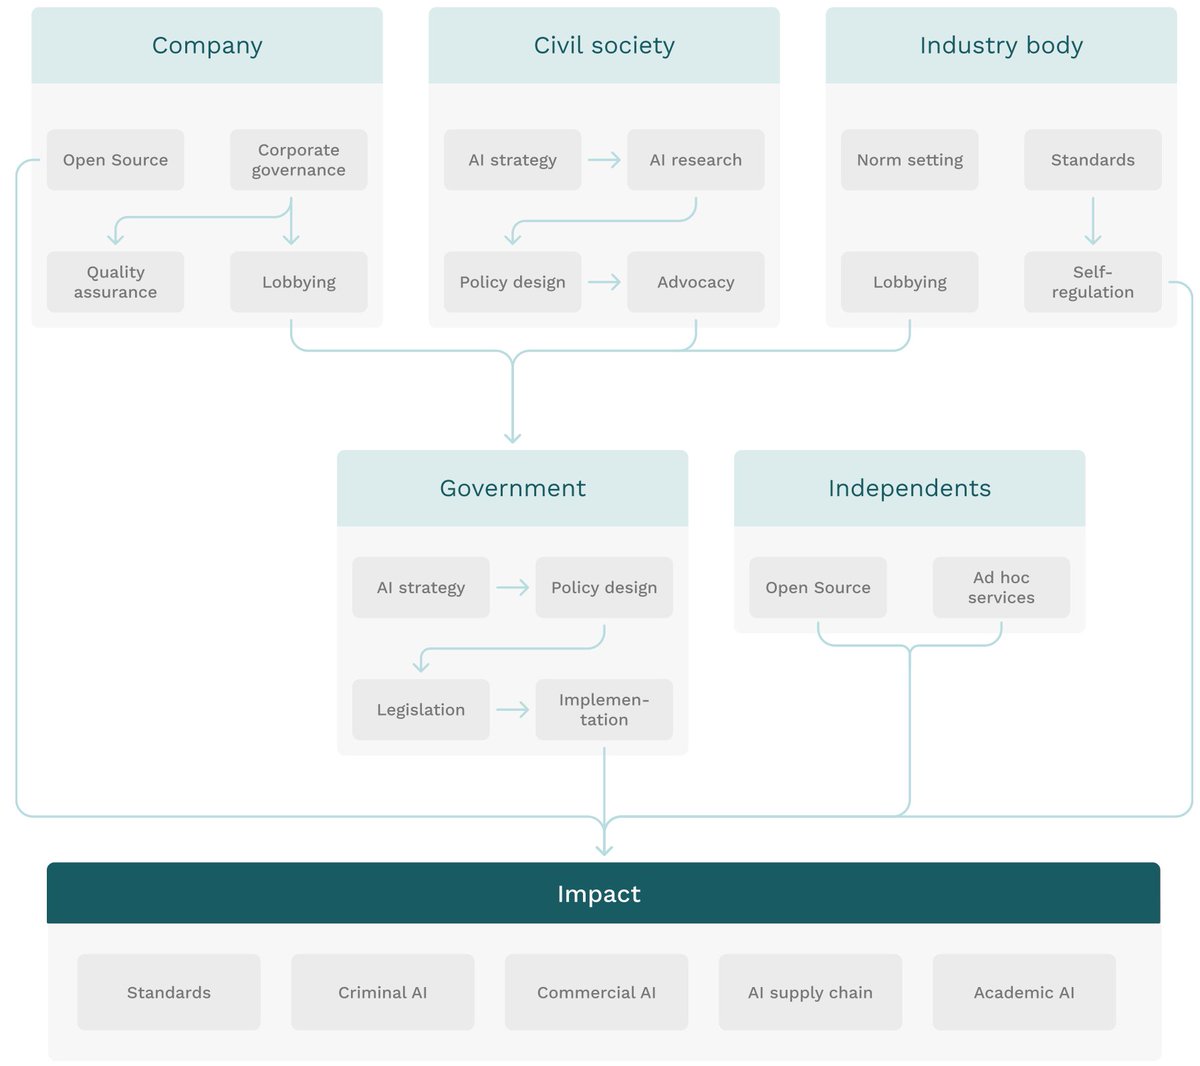 Company
Civil society
Industry body
Open Source
Corporate
governance
AI strategy
AI research
Norm setting
Standards
Quality
assurance
Lobbying
Policy design
Advocacy
Lobbying
Self-
regulation
Government
Independents
AI strategy
Policy design
Open Source
Ad hoc
services
Legislation
Implemen-
tation
Impact
Standards
Criminal AI
Commercial AI
AI supply chain
Academic AI